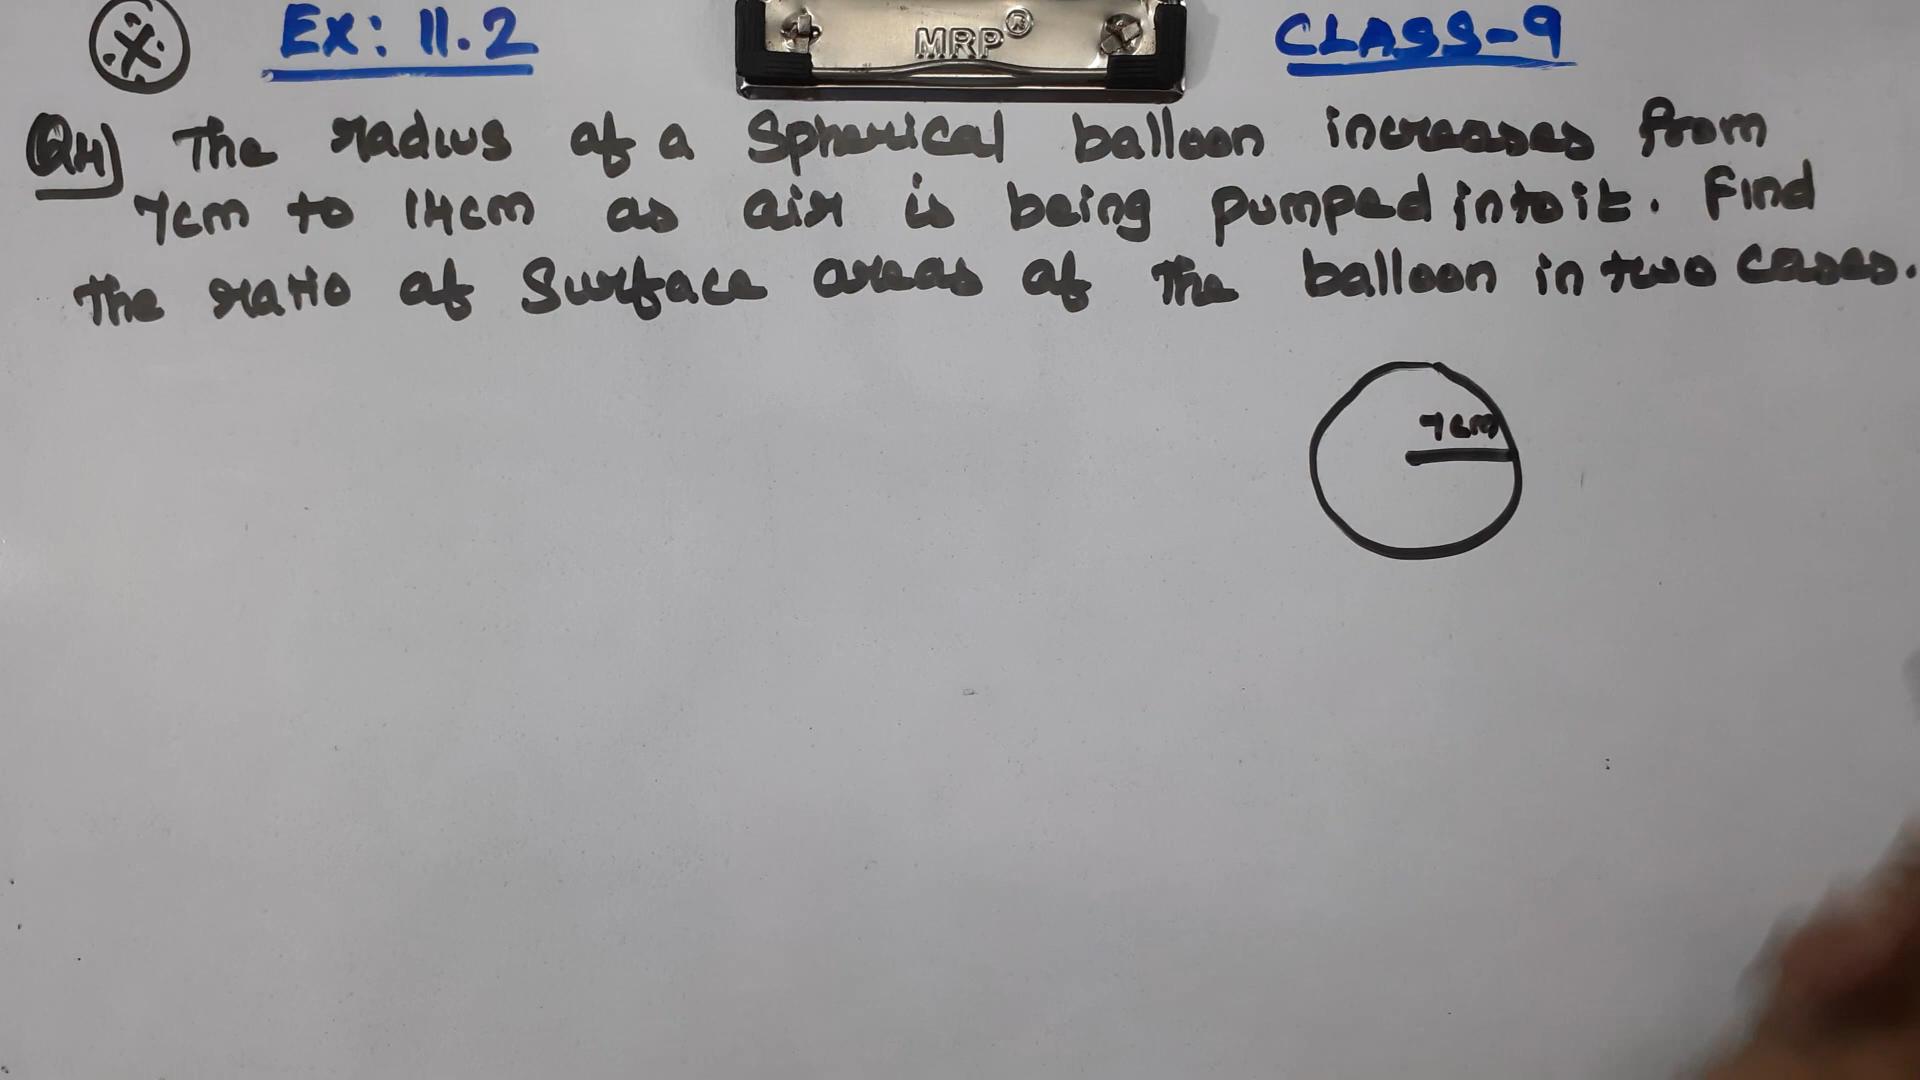 Ex: 11.2
MRP®
CLASS-9
Q4) The radius of a Spherical balloon increases from
7cm to 14cm as air is being pumped into it. Find
the ratio of Surface areas of the balloon in two cases.
7cm